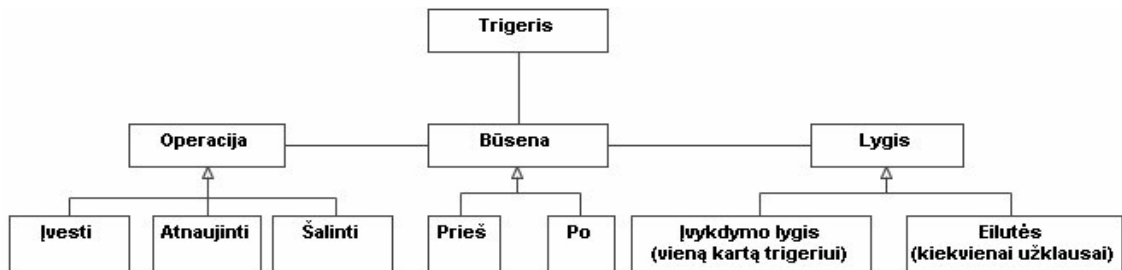 Trigeris
Operacija
Būsena
Lygis
Įvesti
Atnaujinti
Šalinti
Prieš
Po
Įvykdymo lygis
(vieną kartą trigeriui)
Eilutės
(kiekvienai užklausai)